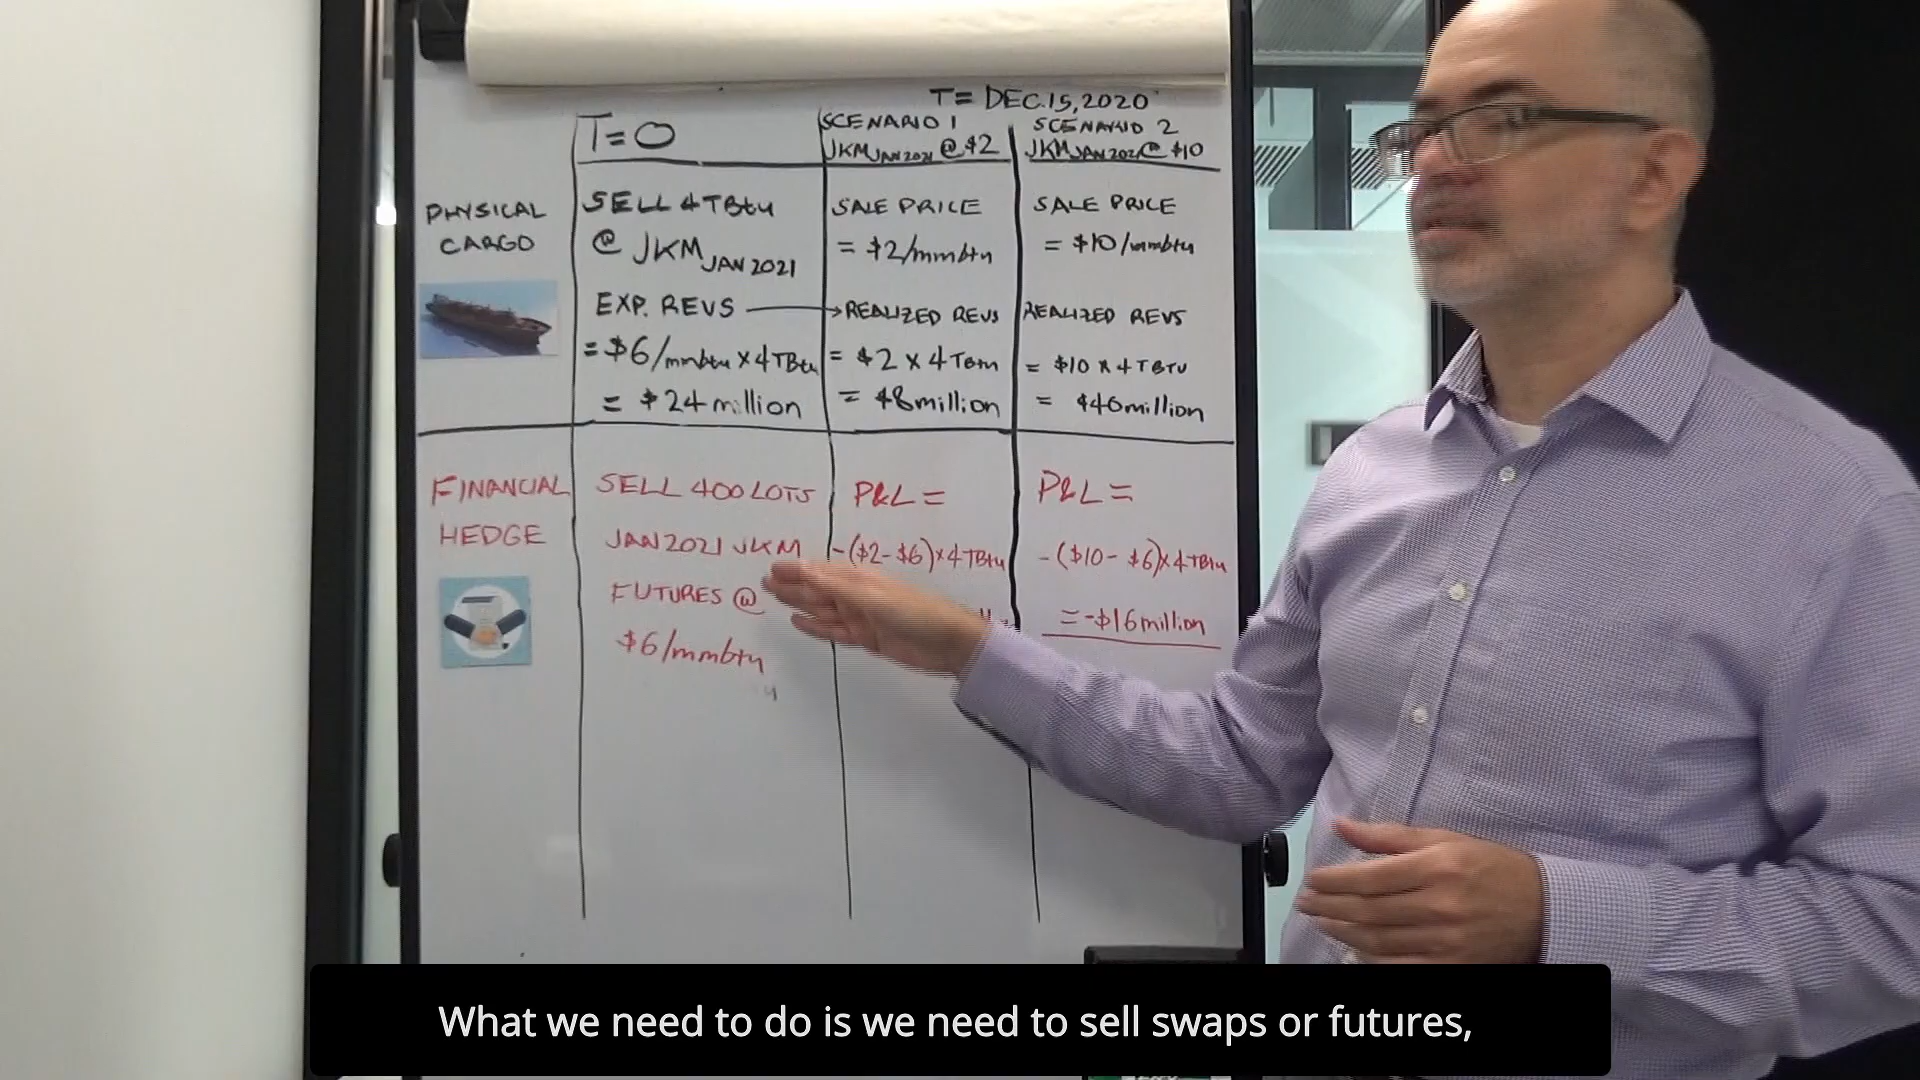 T= DEC.15,2020
T=0
SCENARIO 1
JKM JAN 2021 @ $2
SCENARIO 2
JKM JAN 2021 @ $10
PHYSICAL
CARGO
SELL 4 TBtu
@ JKM JAN 2021
EXP. REVS
= $6/mmbtu x 4 TBtu
= $24 million
SALE PRICE
= $2/mmbtu
REALIZED REVS
= $2 x 4 TBtu
= $8 million
SALE PRICE
= $10/mmbtu
REALIZED REVS
= $10 x 4 TBTU
= $40 million
FINANCIAL
HEDGE
SELL 400 LOTS
JAN 2021 JKM
FUTURES @
$6/mmbtu
P&L =
-($2-$6)x4 TBtu
P&L =
-($10-$6)x4 TBtu
= -$16 million
What we need to do is we need to sell swaps or futures,